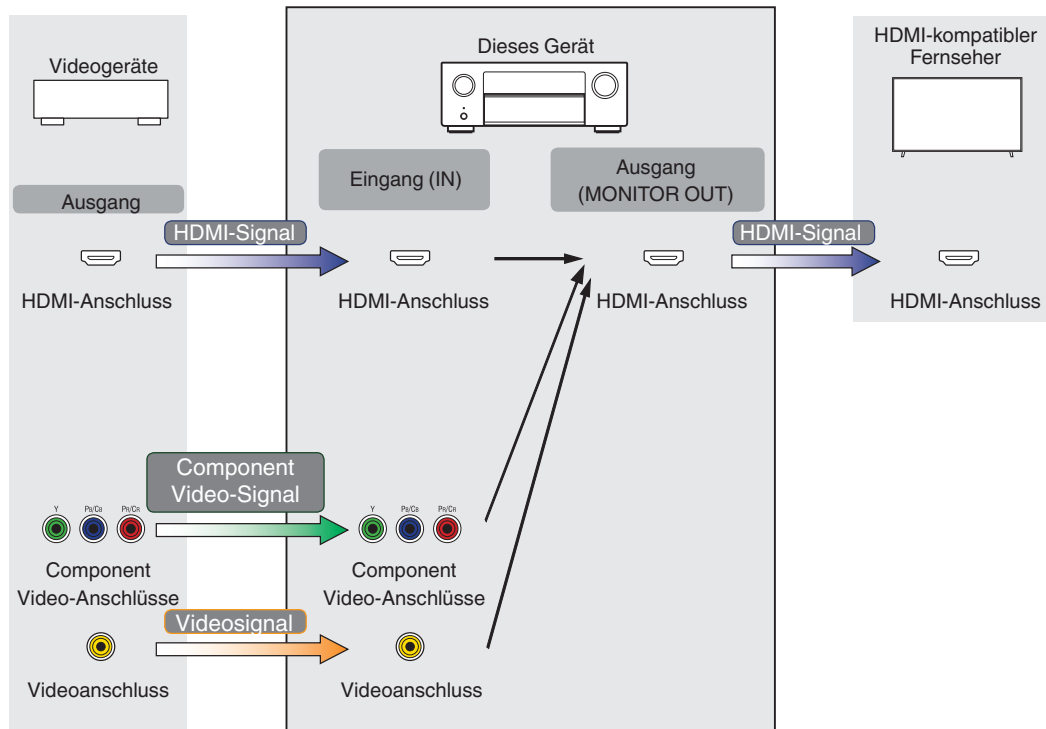 Videogeräte
Dieses Gerät
HDMI-kompatibler
Fernseher
Ausgang
Eingang (IN)
Ausgang
(MONITOR OUT)
HDMI-Signal
HDMI-Signal
HDMI-Anschluss
HDMI-Anschluss
HDMI-Anschluss
HDMI-Anschluss
Component
Video-Signal
Y PB/CB PR/CR
Y PB/CB PR/CR
Component
Video-Anschlüsse
Component
Video-Anschlüsse
Videosignal
Videoanschluss
Videoanschluss